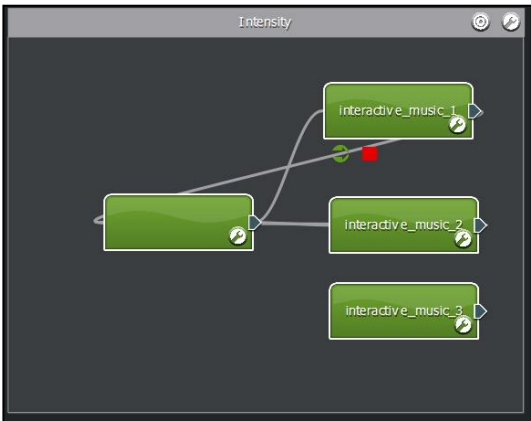 Intensity
interactive_music_1
interactive_music_2
interactive_music_3